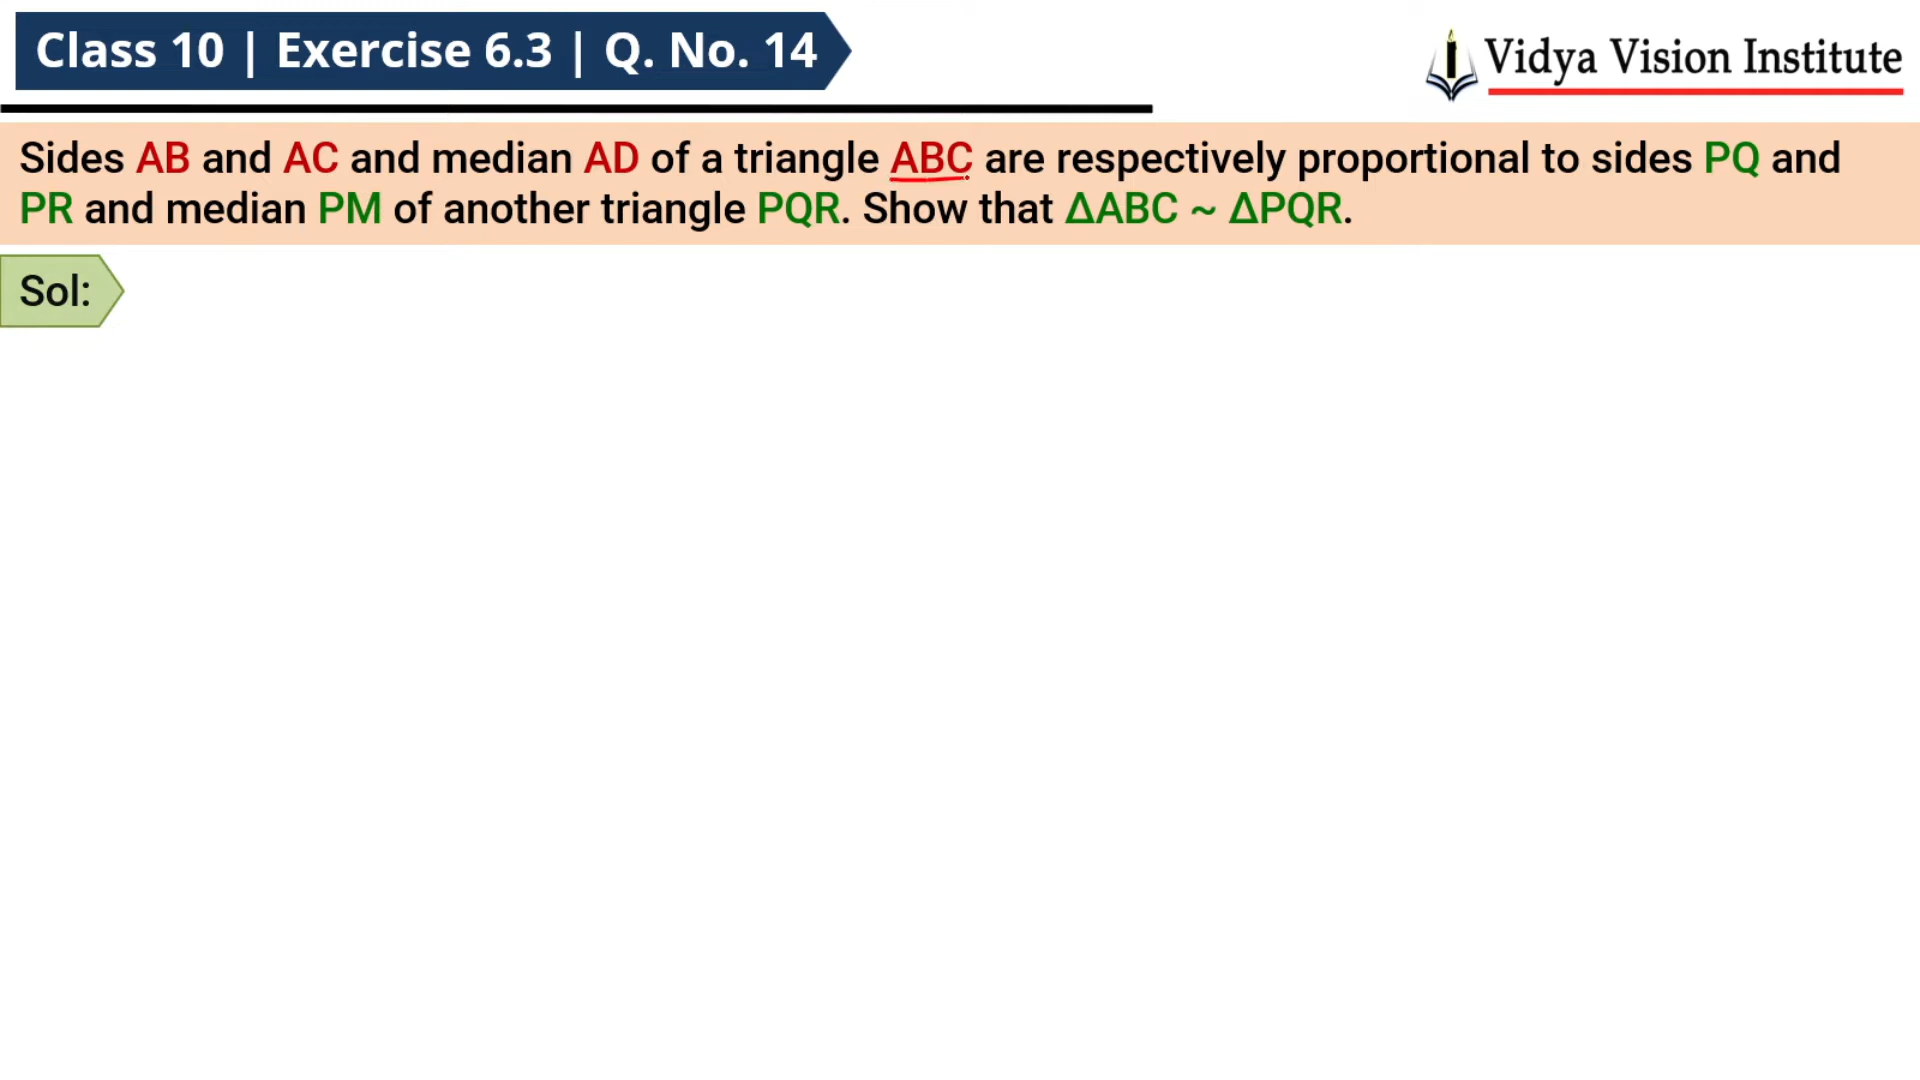 Class 10 | Exercise 6.3 | Q. No. 14
Vidya Vision Institute
Sides AB and AC and median AD of a triangle ABC are respectively proportional to sides PQ and
PR and median PM of another triangle PQR. Show that ΔABC ~ ΔPQR.
Sol: